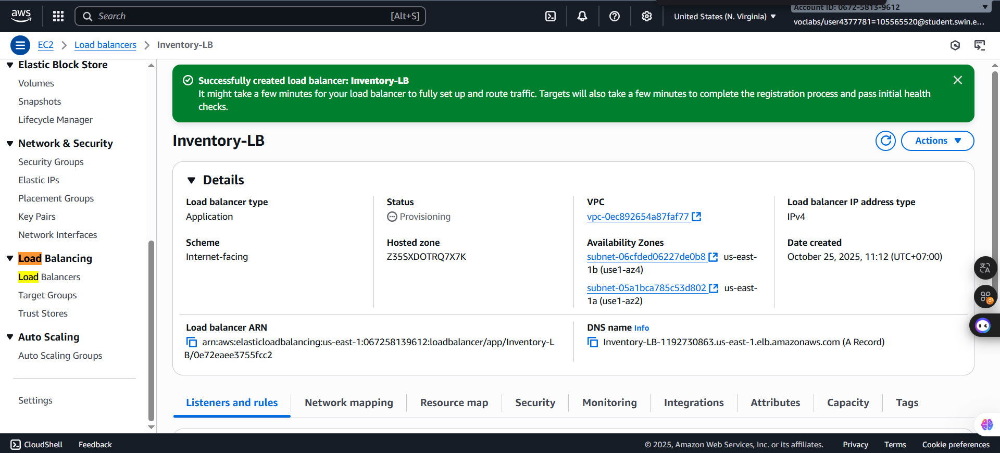 aws
Search [Alt+S]
United States (N. Virginia)
Account ID: 0672-5813-9612
voclabs/user4377781=105565520@student.swin.e...
EC2 Load balancers Inventory-LB
Elastic Block Store
Volumes
Snapshots
Lifecycle Manager
Network & Security
Security Groups
Elastic IPs
Placement Groups
Key Pairs
Network Interfaces
Load Balancing
Load Balancers
Target Groups
Trust Stores
Auto Scaling
Auto Scaling Groups
Settings
Successfully created load balancer: Inventory-LB
It might take a few minutes for your load balancer to fully set up and route traffic. Targets will also take a few minutes to complete the registration process and pass initial health
checks.
Inventory-LB
Actions
Details
Load balancer type
Application
Status
Provisioning
VPC
vpc-0ec892654a87faf77
Load balancer IP address type
IPv4
Scheme
Internet-facing
Hosted zone
Z35SXDOTRQ7X7K
Availability Zones
subnet-06cfded06227de0b8 us-east-
1b (use1-az4)
subnet-05a1bca785c53d802 us-east-
1a (use1-az2)
Date created
October 25, 2025, 11:12 (UTC+07:00)
Load balancer ARN
arn:aws:elasticloadbalancing:us-east-1:067258139612:loadbalancer/app/Inventory-L
B/0e72eaee3755fcc2
DNS name Info
Inventory-LB-1192730863.us-east-1.elb.amazonaws.com (A Record)
Listeners and rules Network mapping Resource map Security Monitoring Integrations Attributes Capacity Tags
CloudShell Feedback
© 2025, Amazon Web Services, Inc. or its affiliates. Privacy Terms Cookie preferences